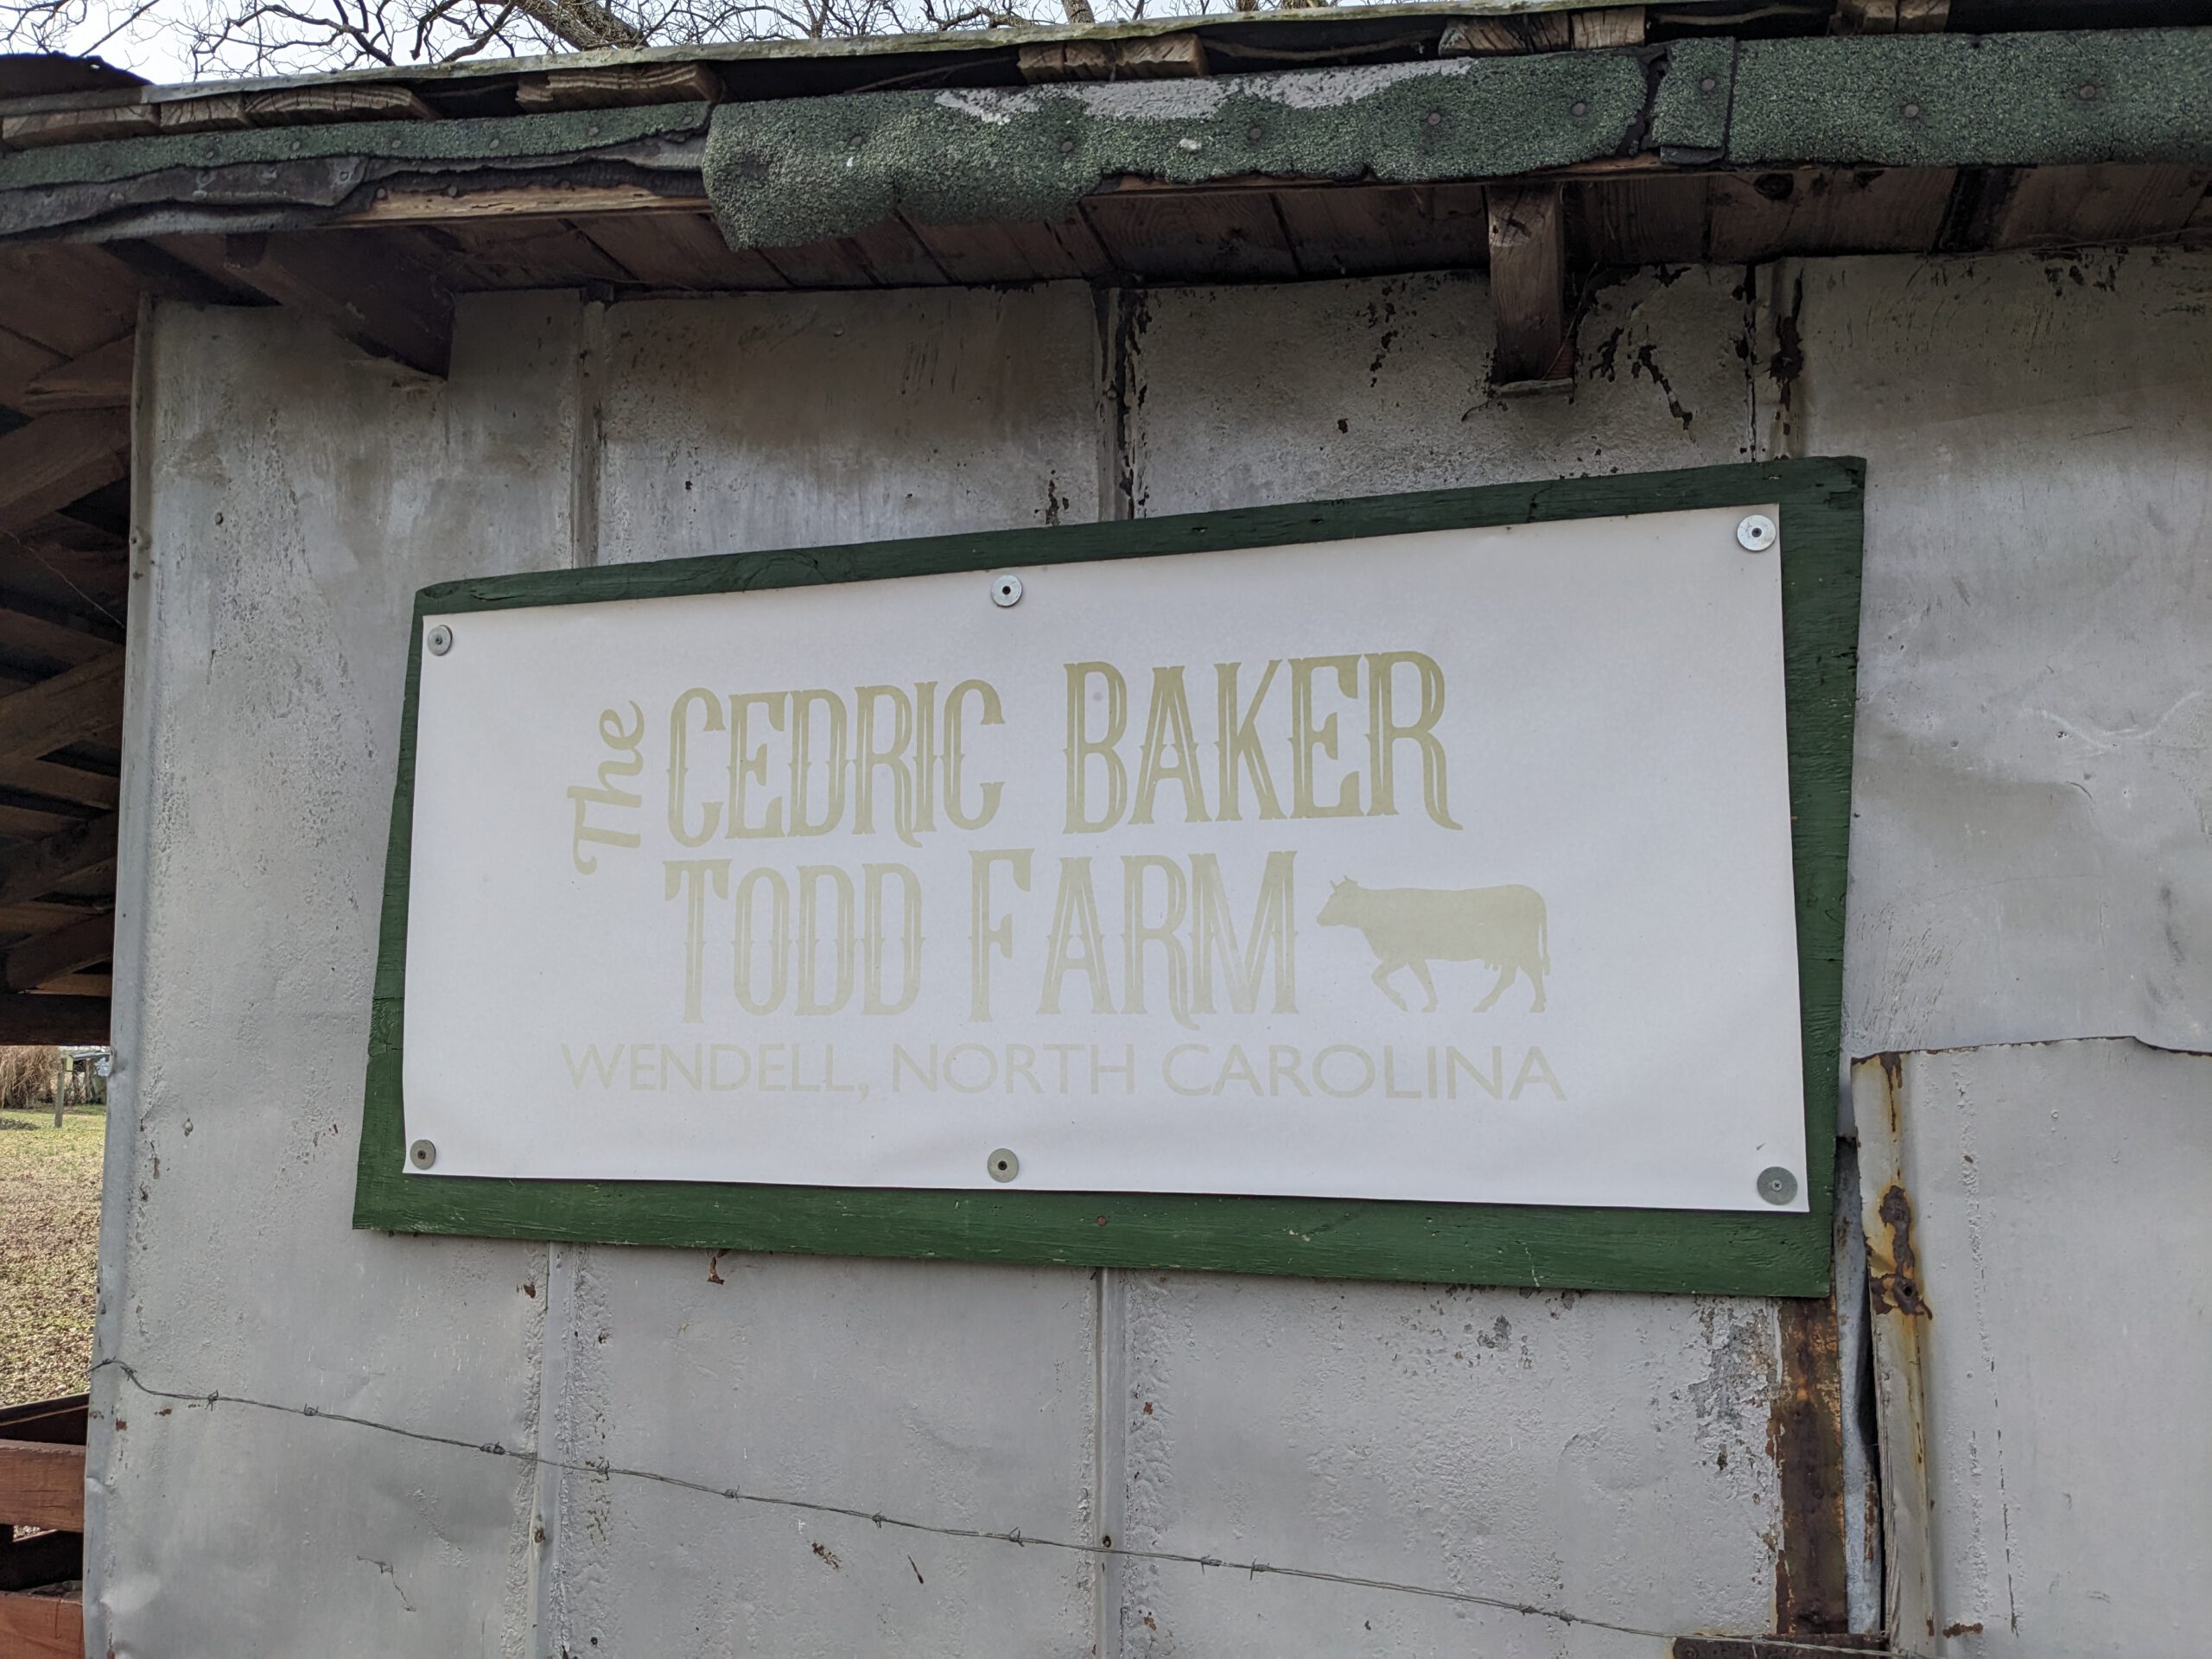 The CEDRIC BAKER
TODD FARM
WENDELL, NORTH CAROLINA